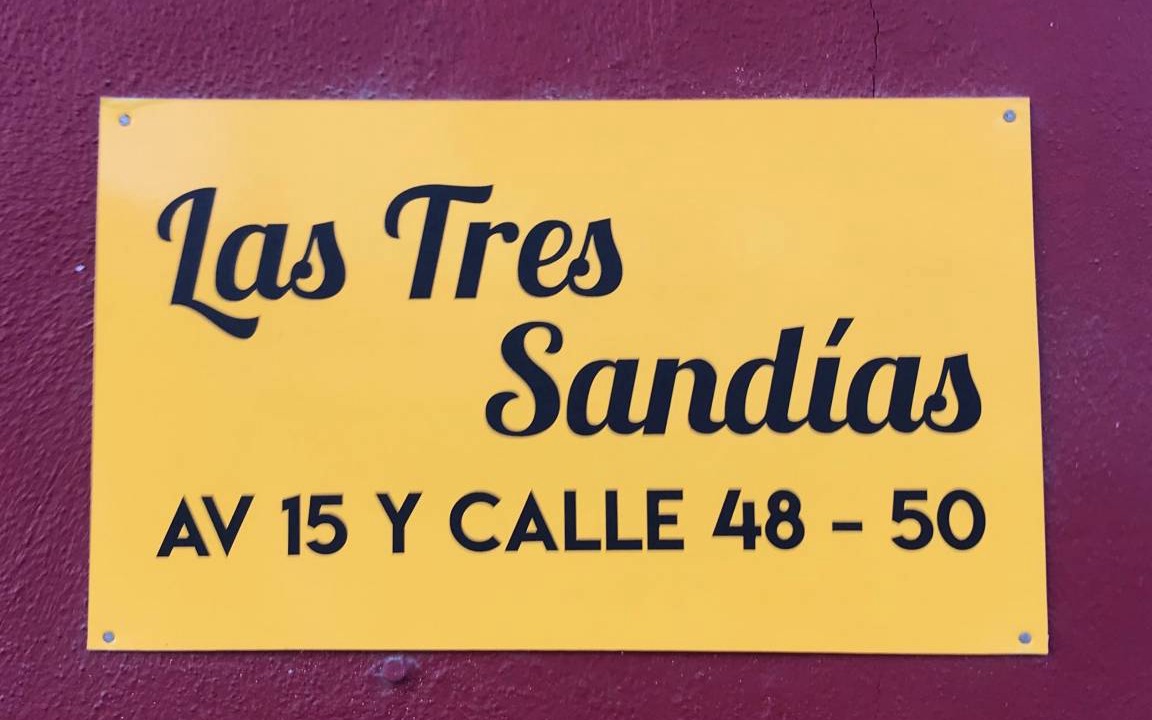 Las Tres
Sandías
AV 15 Y CALLE 48 - 50